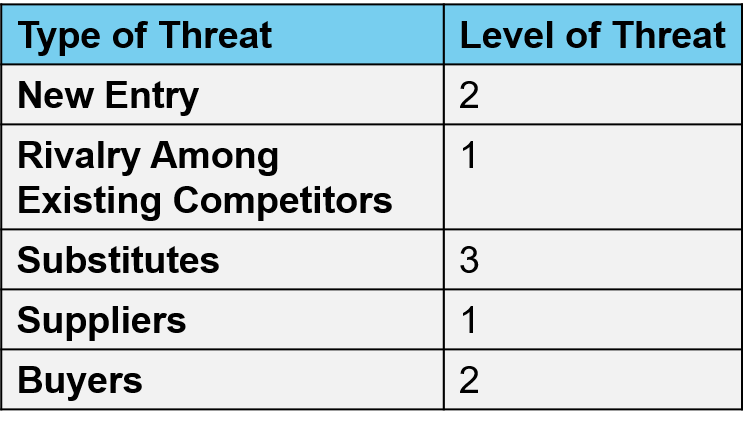 Type of Threat Level of Threat
New Entry 2
Rivalry Among 1
Existing Competitors
Substitutes 3
Suppliers 1
Buyers 2